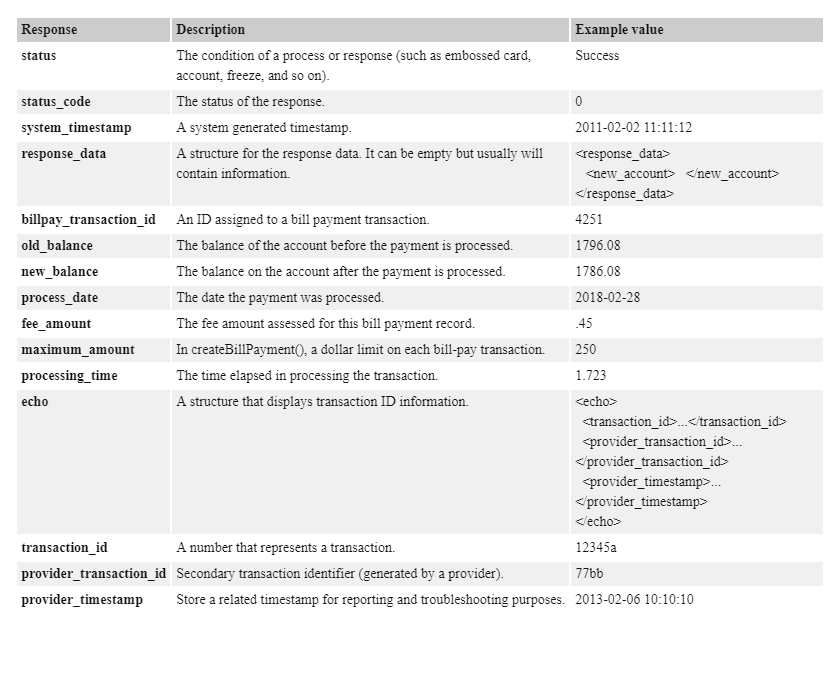 Response Description Example value
status The condition of a process or response (such as embossed card, Success
account, freeze, and so on).
status_code The status of the response. 0
system_timestamp A system generated timestamp. 2011-02-02 11:11:12
response_data A structure for the response data. It can be empty but usually will <response_data>
contain information. <new_account> </new_account>
</response_data>
billpay_transaction_id An ID assigned to a bill payment transaction. 4251
old_balance The balance of the account before the payment is processed. 1796.08
new_balance The balance on the account after the payment is processed. 1786.08
process_date The date the payment was processed. 2018-02-28
fee_amount The fee amount assessed for this bill payment record. .45
maximum_amount In createBillPayment(), a dollar limit on each bill-pay transaction. 250
processing_time The time elapsed in processing the transaction. 1.723
echo A structure that displays transaction ID information. <echo>
<transaction_id>...</transaction_id>
<provider_transaction_id>...
</provider_transaction_id>
<provider_timestamp>...
</provider_timestamp>
</echo>
transaction_id A number that represents a transaction. 12345a
provider_transaction_id Secondary transaction identifier (generated by a provider). 77bb
provider_timestamp Store a related timestamp for reporting and troubleshooting purposes. 2013-02-06 10:10:10